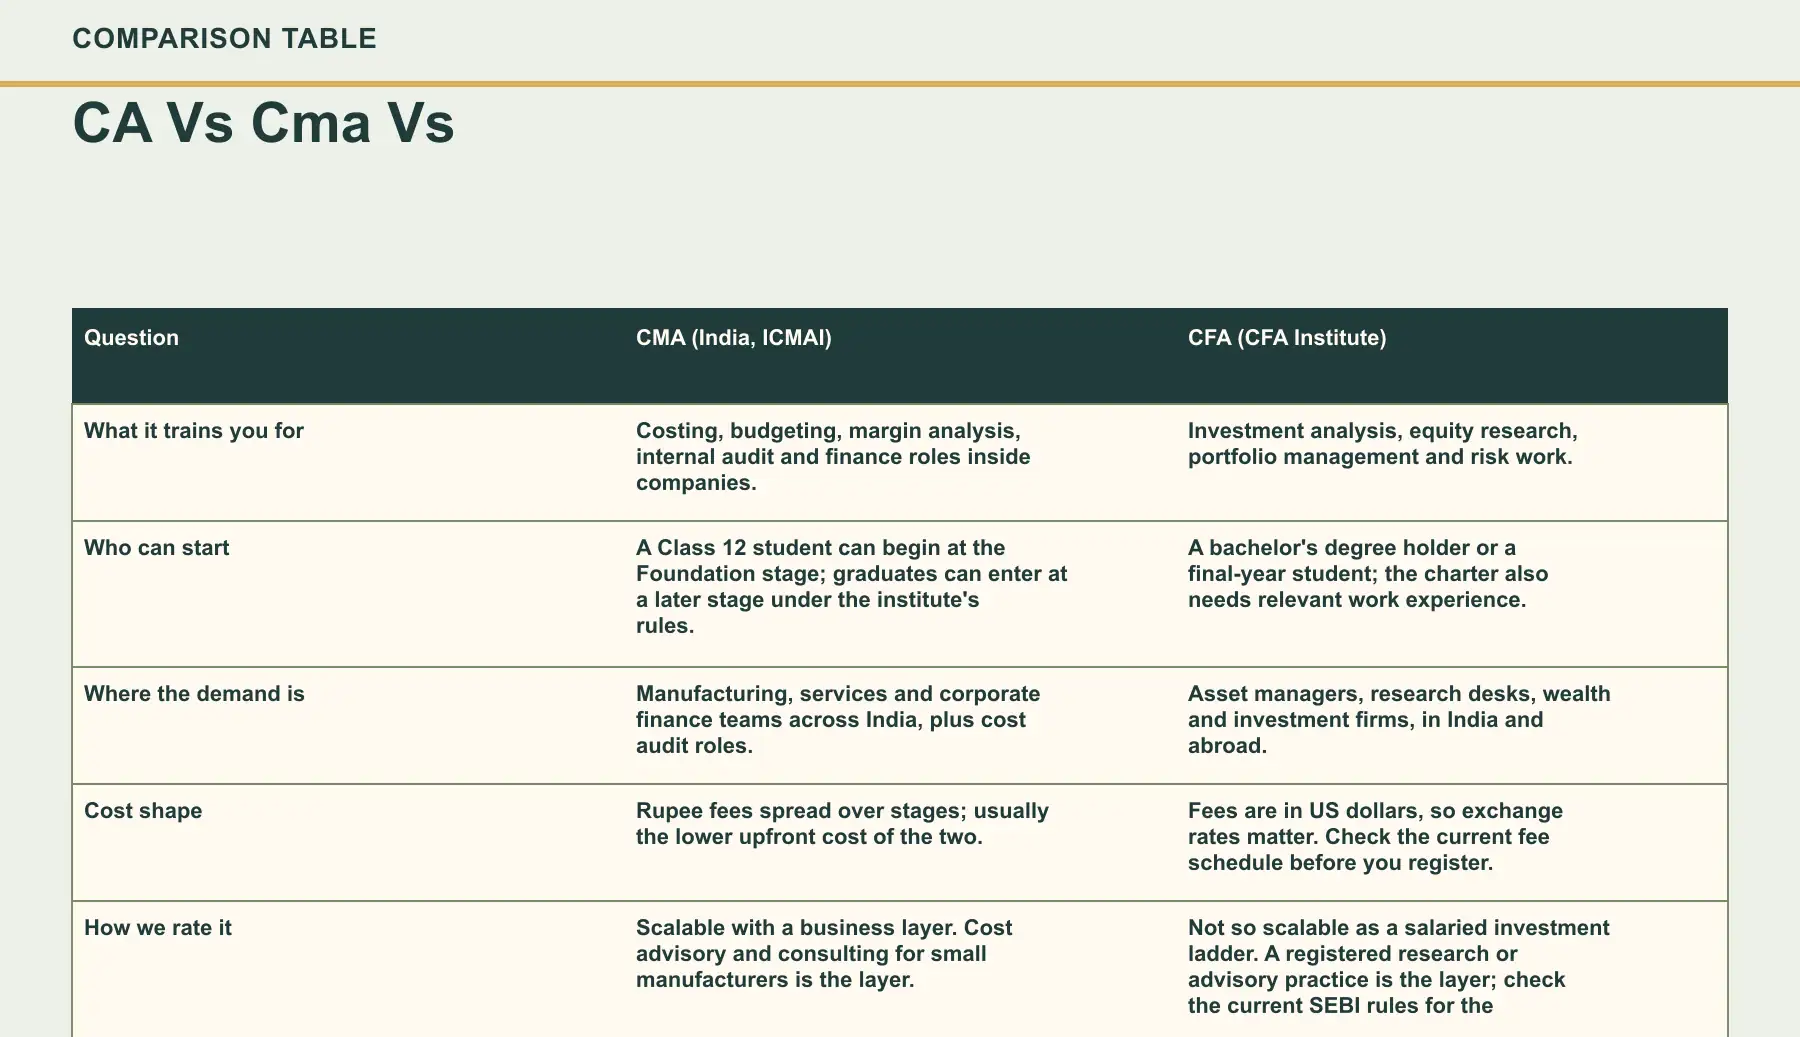 COMPARISON TABLE
CA Vs Cma Vs
Question
CMA (India, ICMAI)
CFA (CFA Institute)
What it trains you for
Costing, budgeting, margin analysis,
internal audit and finance roles inside
companies.
Investment analysis, equity research,
portfolio management and risk work.
Who can start
A Class 12 student can begin at the
Foundation stage; graduates can enter at
a later stage under the institute's
rules.
A bachelor's degree holder or a
final-year student; the charter also
needs relevant work experience.
Where the demand is
Manufacturing, services and corporate
finance teams across India, plus cost
audit roles.
Asset managers, research desks, wealth
and investment firms, in India and
abroad.
Cost shape
Rupee fees spread over stages; usually
the lower upfront cost of the two.
Fees are in US dollars, so exchange
rates matter. Check the current fee
schedule before you register.
How we rate it
Scalable with a business layer. Cost
advisory and consulting for small
manufacturers is the layer.
Not so scalable as a salaried investment
ladder. A registered research or
advisory practice is the layer; check
the current SEBI rules for the